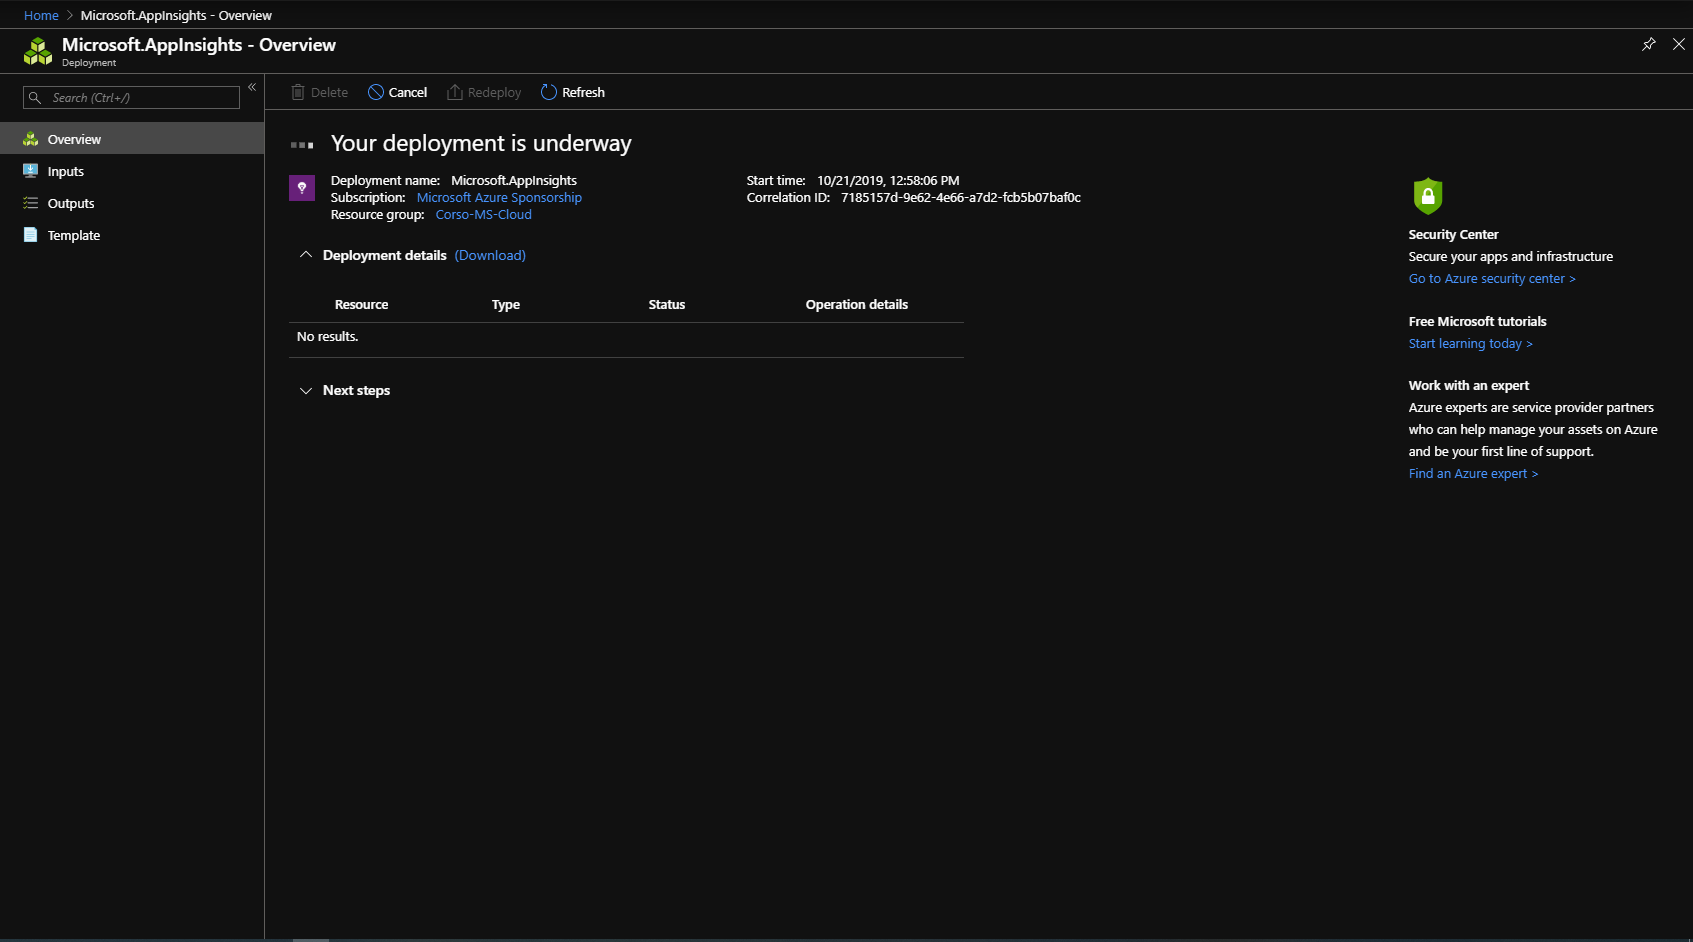 Home > Microsoft.AppInsights - Overview
Microsoft.AppInsights - Overview
Deployment
Search (Ctrl+/)
«
Overview
Inputs
Outputs
Template
Delete Cancel Redeploy Refresh
Your deployment is underway
Deployment name: Microsoft.AppInsights
Subscription: Microsoft Azure Sponsorship
Resource group: Corso-MS-Cloud
Start time: 10/21/2019, 12:58:06 PM
Correlation ID: 7185157d-9e62-4e66-a7d2-fcb5b07baf0c
Deployment details (Download)
Resource Type Status Operation details
No results.
Next steps
Security Center
Secure your apps and infrastructure
Go to Azure security center >
Free Microsoft tutorials
Start learning today >
Work with an expert
Azure experts are service provider partners
who can help manage your assets on Azure
and be your first line of support.
Find an Azure expert >